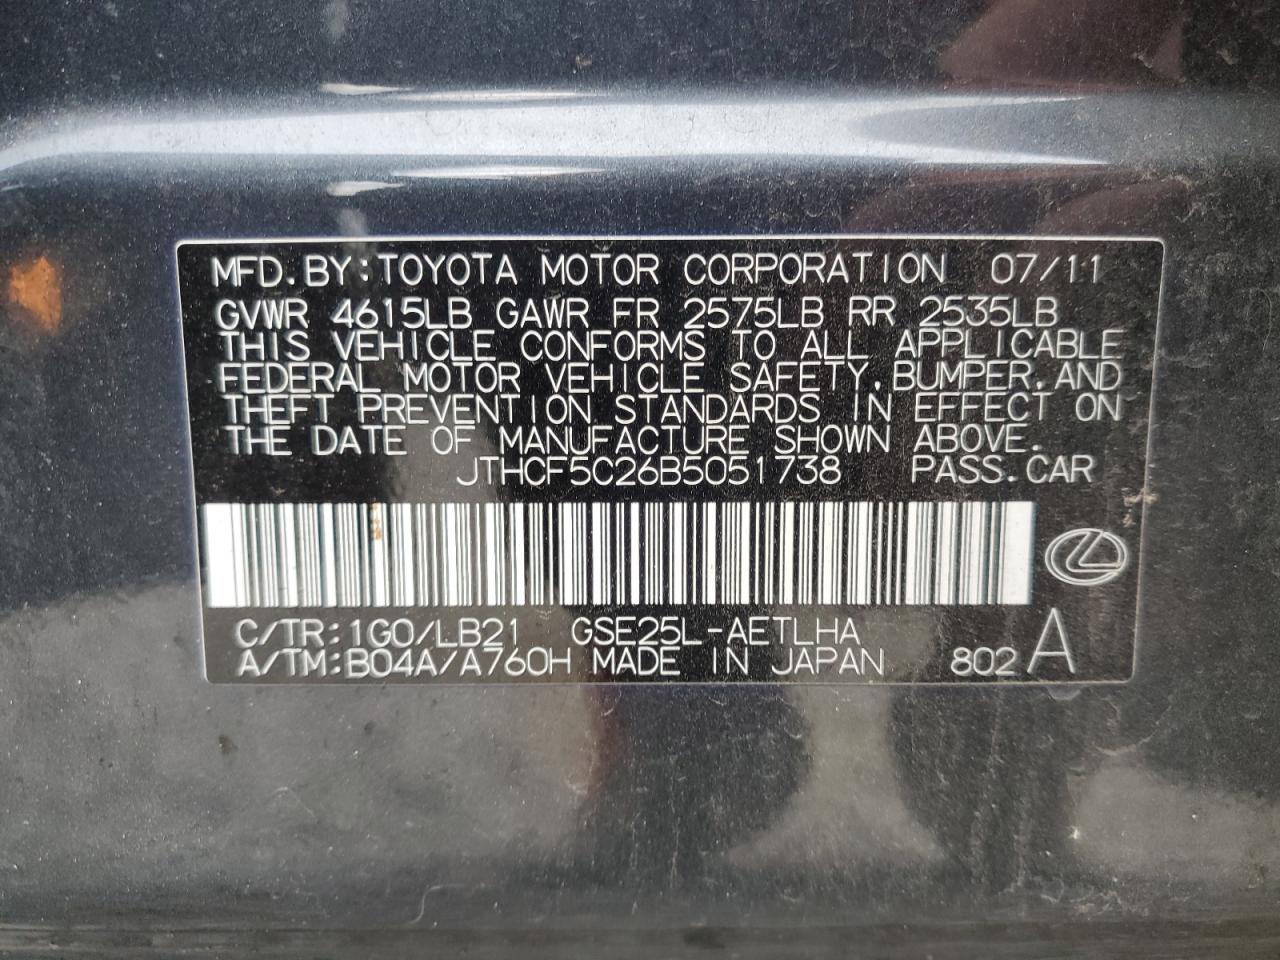 MFD.BY:TOYOTA MOTOR CORPORATION 07/11
GVWR 4615LB GAWR FR 2575LB RR 2535LB
THIS VEHICLE CONFORMS TO ALL APPLICABLE
FEDERAL MOTOR VEHICLE SAFETY,BUMPER,AND
THEFT PREVENTION STANDARDS IN EFFECT ON
THE DATE OF MANUFACTURE SHOWN ABOVE.
JTHCF5C26B5051738 PASS.CAR
C/TR:1G0/LB21 GSE25L-AETLHA
A/TM:B04A/A760H MADE IN JAPAN 802 A